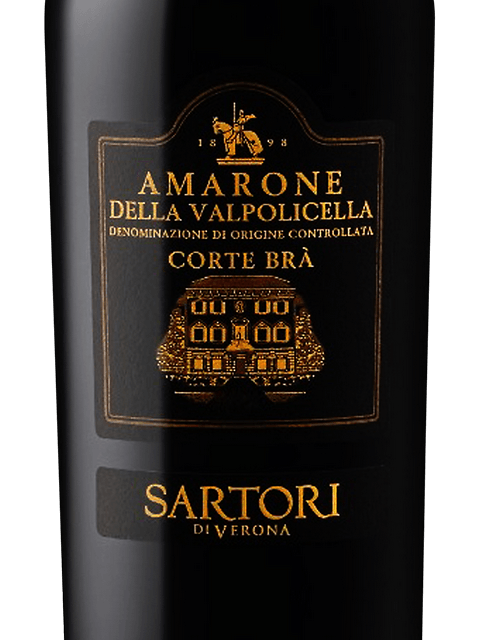 1898
AMARONE
DELLA VALPOLICELLA
DENOMINAZIONE DI ORIGINE CONTROLLATA
CORTE BRÀ
SARTORI
DI VERONA